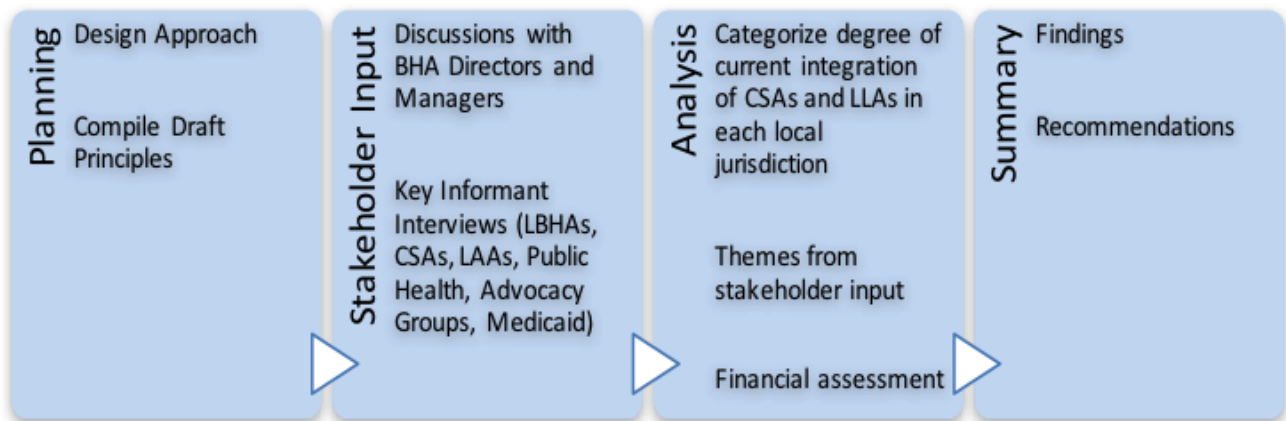 Planning
Design Approach
Compile Draft
Principles
Stakeholder Input
Discussions with
BHA Directors and
Managers
Key Informant
Interviews (LBHAs,
CSAs, LAAs, Public
Health, Advocacy
Groups, Medicaid)
Analysis
Categorize degree of
current integration
of CSAs and LLAs in
each local
jurisdiction
Themes from
stakeholder input
Financial assessment
Summary
Findings
Recommendations